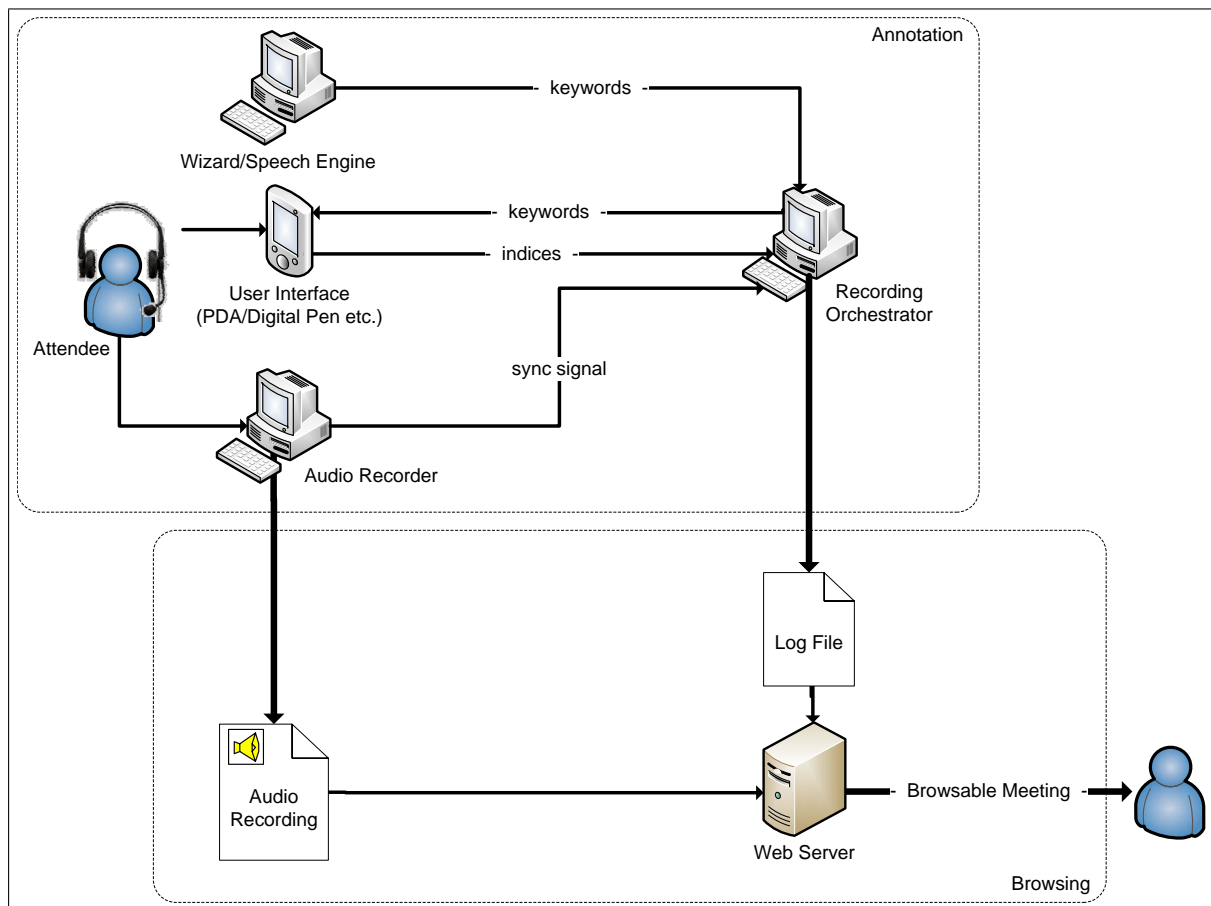 Annotation
keywords
Wizard/Speech Engine
keywords
indices
User Interface
(PDA/Digital Pen etc.)
Recording
Orchestrator
Attendee
sync signal
Audio Recorder
Log File
Audio
Recording
Browsable Meeting
Web Server
Browsing